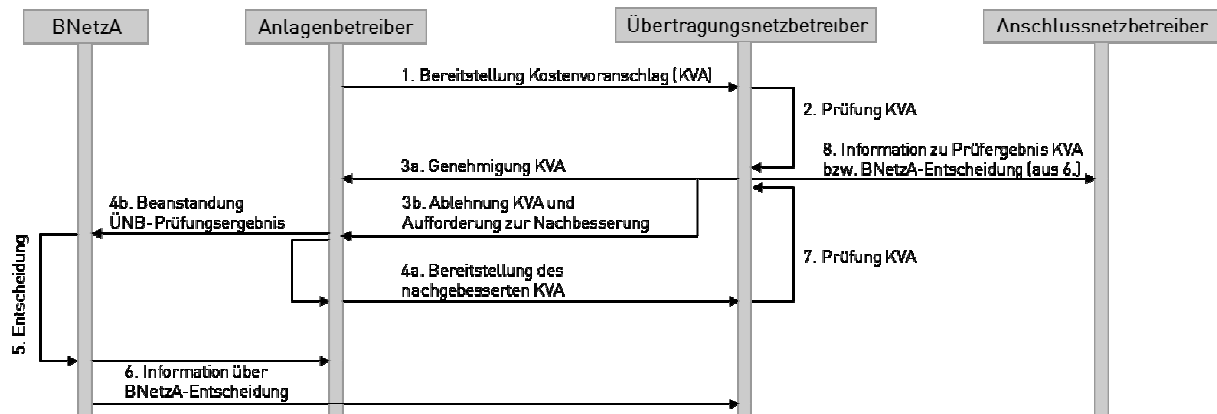 BNetzA
Anlagenbetreiber
Übertragungsnetzbetreiber
Anschlussnetzbetreiber
1. Bereitstellung Kostenvoranschlag (KVA)
2. Prüfung KVA
3a. Genehmigung KVA
8. Information zu Prüfergebnis KVA
bzw. BNetzA-Entscheidung (aus 6.)
4b. Beanstandung
ÜNB-Prüfungsergebnis
3b. Ablehnung KVA und
Aufforderung zur Nachbesserung
7. Prüfung KVA
4a. Bereitstellung des
nachgebesserten KVA
5. Entscheidung
6. Information über
BNetzA-Entscheidung